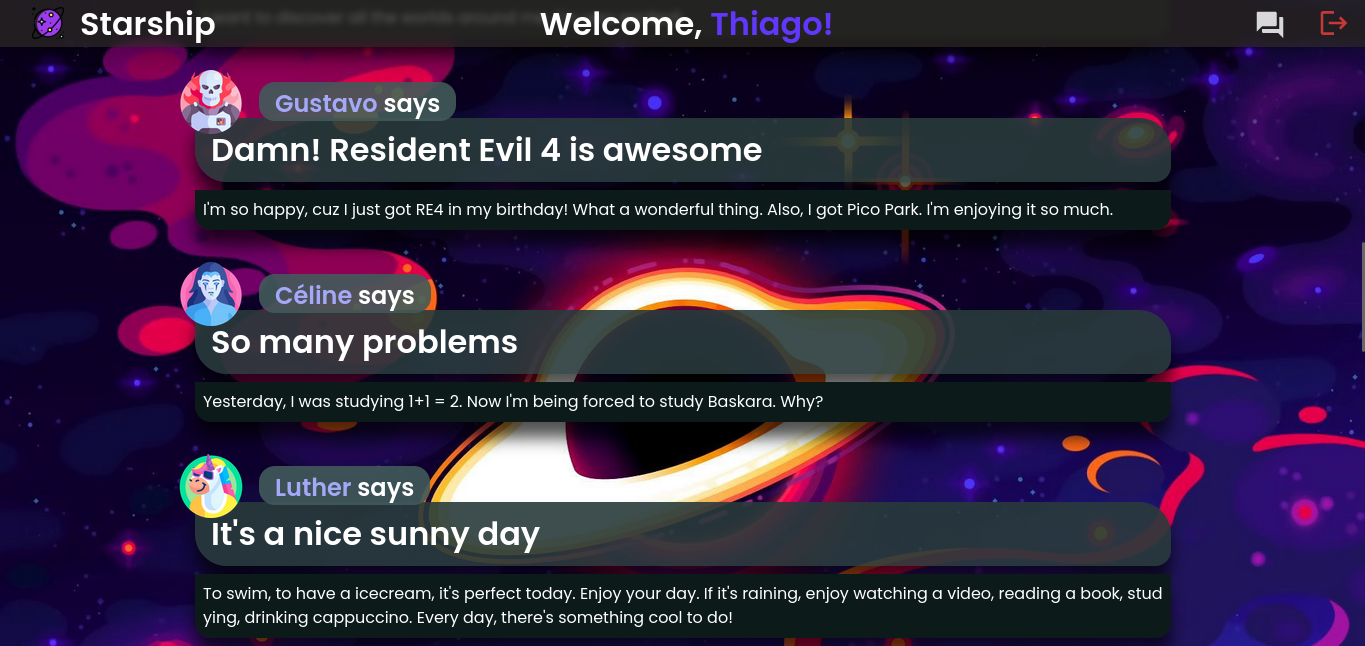 Starship
Welcome, Thiago!
Gustavo says
Damn! Resident Evil 4 is awesome
I'm so happy, cuz I just got RE4 in my birthday! What a wonderful thing. Also, I got Pico Park. I'm enjoying it so much.
Céline says
So many problems
Yesterday, I was studying 1+1 = 2. Now I'm being forced to study Baskara. Why?
Luther says
It's a nice sunny day
To swim, to have a icecream, it's perfect today. Enjoy your day. If it's raining, enjoy watching a video, reading a book, stud
ying, drinking cappuccino. Every day, there's something cool to do!